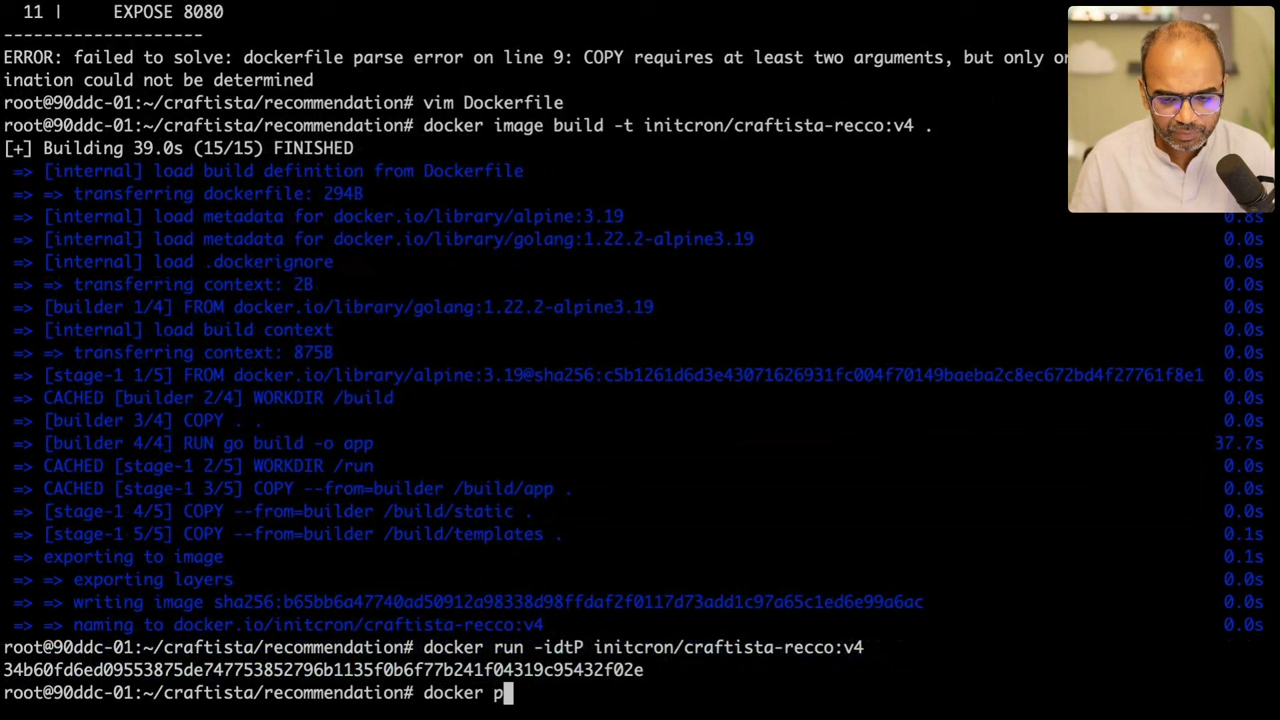 11 |     EXPOSE 8080
--------------------
ERROR: failed to solve: dockerfile parse error on line 9: COPY requires at least two arguments, but only
ination could not be determined
root@90ddc-01:~/craftista/recommendation# vim Dockerfile
root@90ddc-01:~/craftista/recommendation# docker image build -t initcron/craftista-recco:v4 .
[+] Building 39.0s (15/15) FINISHED
=> [internal] load build definition from Dockerfile
=> => transferring dockerfile: 294B
=> [internal] load metadata for docker.io/library/alpine:3.19 0.8s
=> [internal] load metadata for docker.io/library/golang:1.22.2-alpine3.19 0.0s
=> [internal] load .dockerignore 0.0s
=> => transferring context: 2B 0.0s
=> [builder 1/4] FROM docker.io/library/golang:1.22.2-alpine3.19 0.0s
=> [internal] load build context 0.0s
=> => transferring context: 875B 0.0s
=> [stage-1 1/5] FROM docker.io/library/alpine:3.19@sha256:c5b1261d6d3e43071626931fc004f70149baeba2c8ec672bd4f27761f8e1 0.0s
=> CACHED [builder 2/4] WORKDIR /build 0.0s
=> [builder 3/4] COPY . . 0.0s
=> [builder 4/4] RUN go build -o app 37.7s
=> CACHED [stage-1 2/5] WORKDIR /run 0.0s
=> CACHED [stage-1 3/5] COPY --from=builder /build/app . 0.0s
=> [stage-1 4/5] COPY --from=builder /build/static . 0.0s
=> [stage-1 5/5] COPY --from=builder /build/templates . 0.1s
=> exporting to image 0.1s
=> => exporting layers 0.0s
=> => writing image sha256:b65bb6a47740ad50912a98338d98ffdaf2f0117d73add1c97a65c1ed6e99a6ac 0.0s
=> => naming to docker.io/initcron/craftista-recco:v4 0.0s
root@90ddc-01:~/craftista/recommendation# docker run -idtP initcron/craftista-recco:v4
34b60fd6ed09553875de747753852796b1135f0b6f77b241f04319c95432f02e
root@90ddc-01:~/craftista/recommendation# docker p